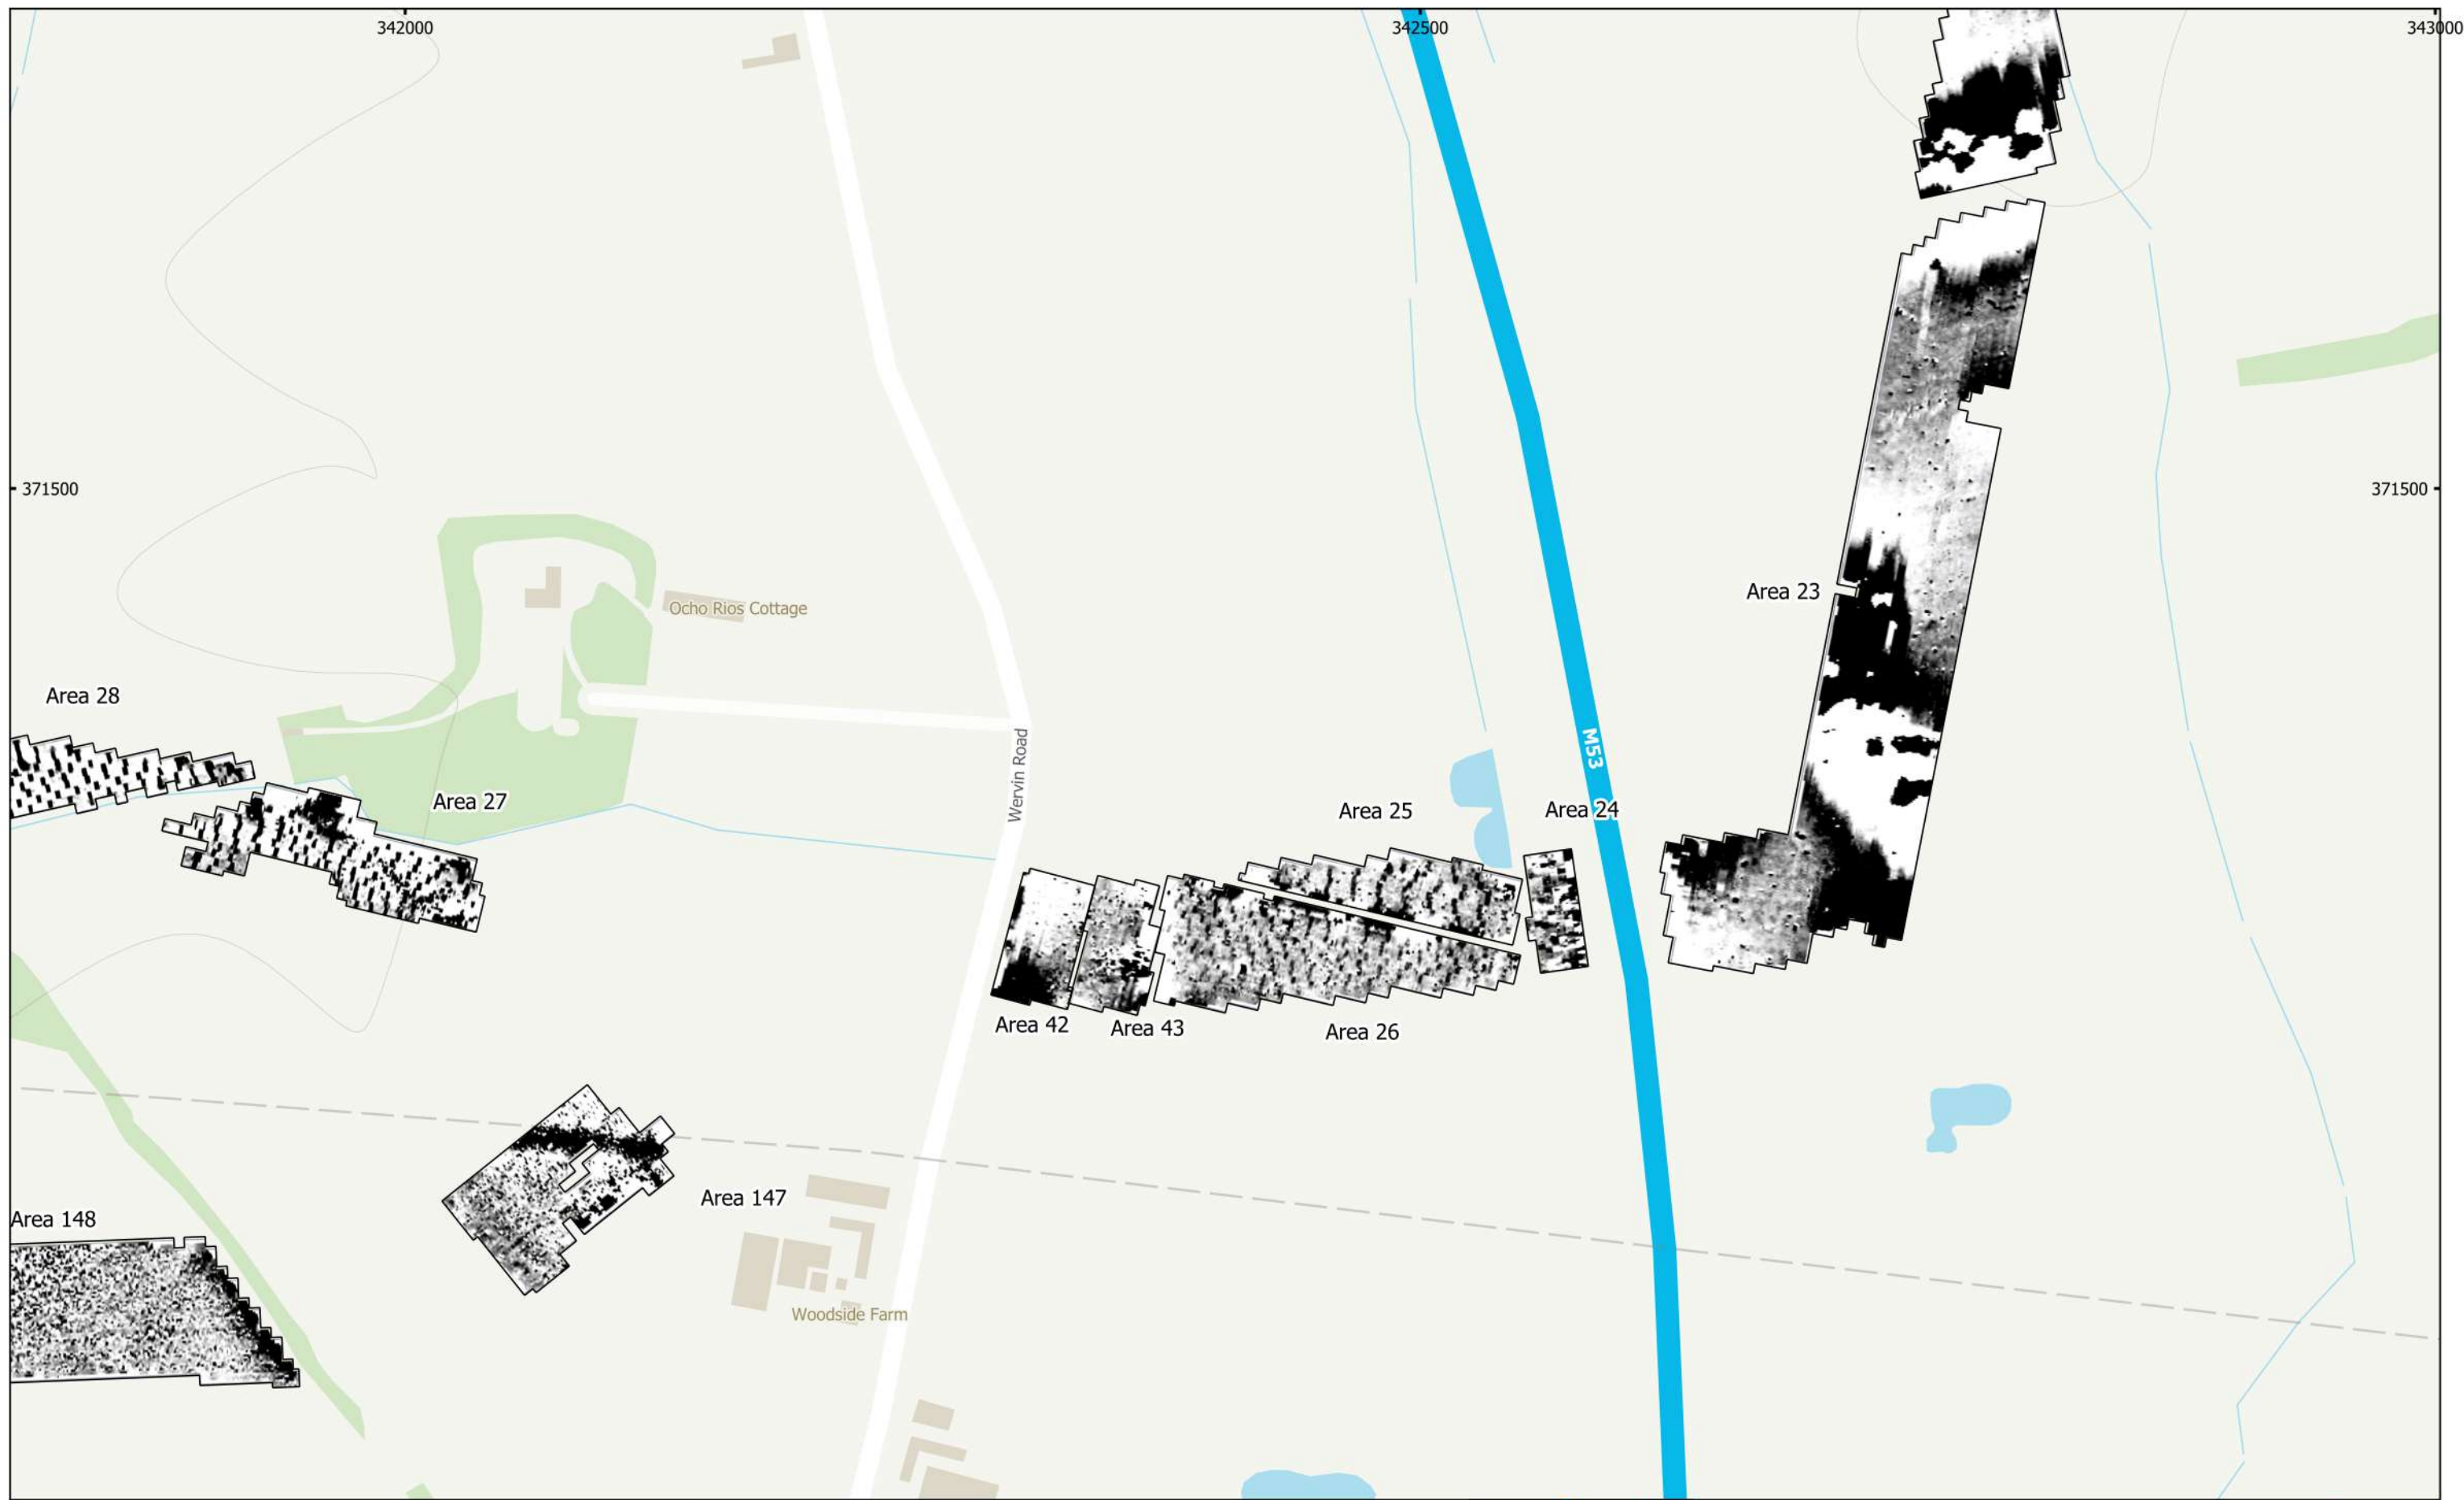 342000
342500
343000
371500
371500
Area 23
Ocho Rios Cottage
Area 28
Wervin Road
M53
Area 27
Area 25
Area 24
Area 42
Area 43
Area 26
Area 147
Area 148
Woodside Farm